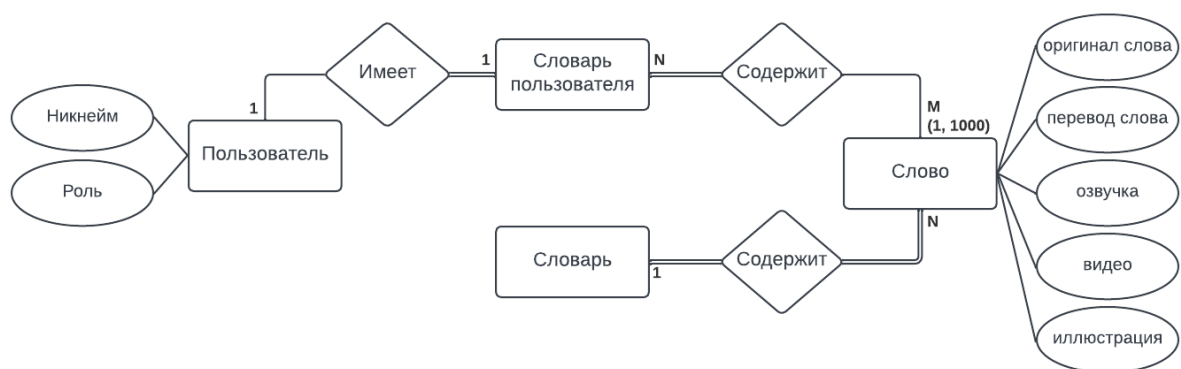 Никнейм
Роль
Пользователь
1
Имеет
1
Словарь
пользователя
N
Содержит
M
(1, 1000)
Слово
N
Словарь
1
Содержит
оригинал слова
перевод слова
озвучка
видео
иллюстрация